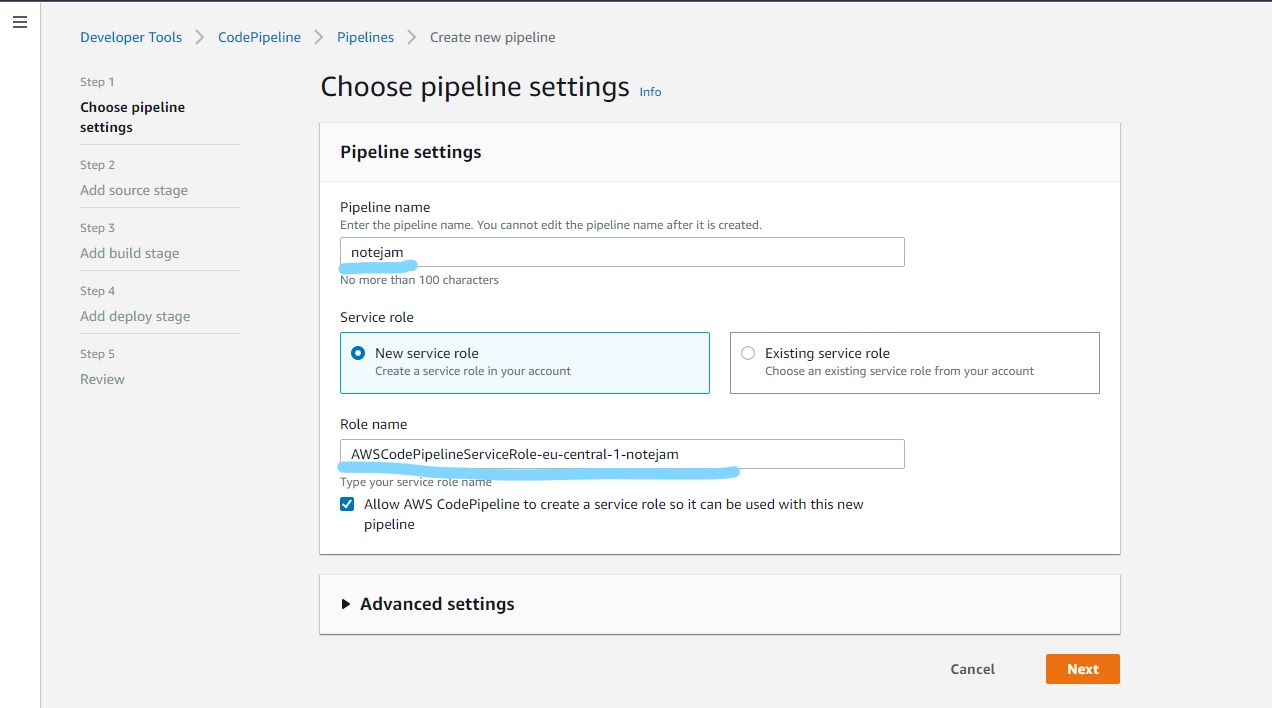 Developer Tools > CodePipeline > Pipelines > Create new pipeline
Step 1
Choose pipeline
settings
Step 2
Add source stage
Step 3
Add build stage
Step 4
Add deploy stage
Step 5
Review
Choose pipeline settings Info
Pipeline settings
Pipeline name
Enter the pipeline name. You cannot edit the pipeline name after it is created.
notejam
No more than 100 characters
Service role
New service role
Create a service role in your account
Existing service role
Choose an existing service role from your account
Role name
AWSCodePipelineServiceRole-eu-central-1-notejam
Type your service role name
Allow AWS CodePipeline to create a service role so it can be used with this new
pipeline
Advanced settings
Cancel
Next